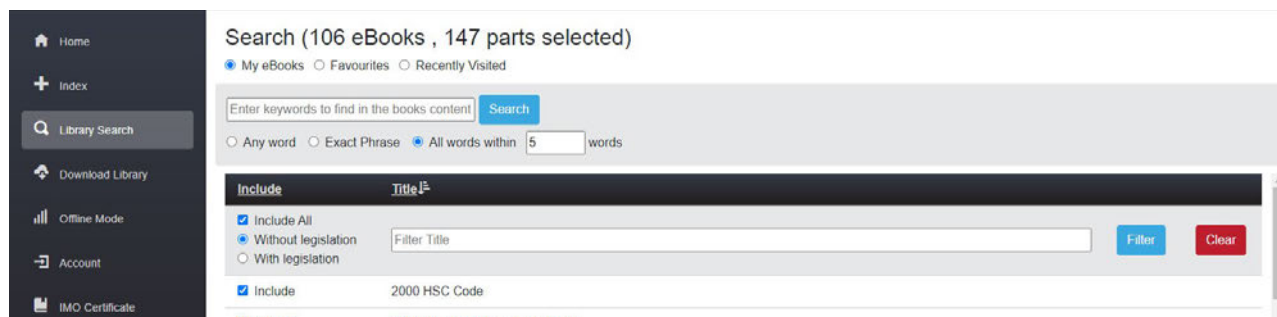 Home
Index
Library Search
Download Library
Offline Mode
Account
IMO Certificate
Search (106 eBooks , 147 parts selected)
My eBooks Favourites Recently Visited
Enter keywords to find in the books content Search
Any word Exact Phrase All words within 5 words
Include Title
Include All
Without legislation Filter Title Filter Clear
With legislation
Include 2000 HSC Code